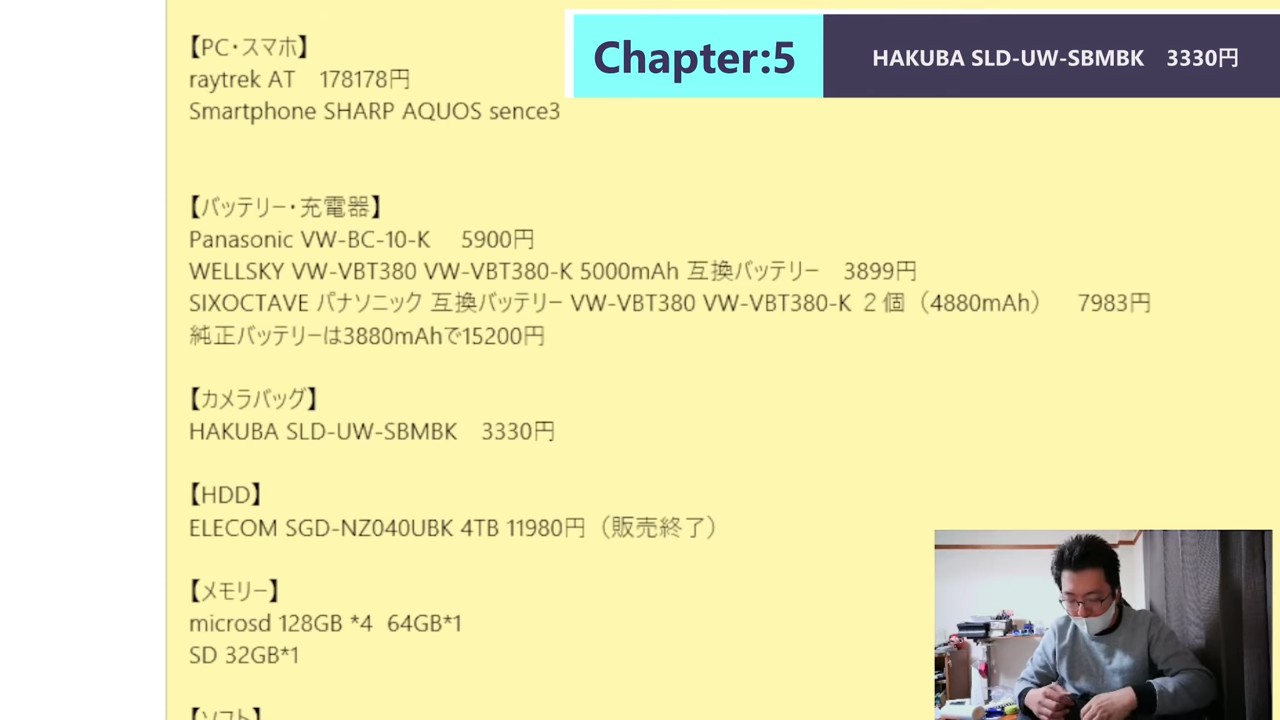 【PC・スマホ】
raytrek AT　178178円
Smartphone SHARP AQUOS sence3
Chapter:5
HAKUBA SLD-UW-SBMBK　3330円
【バッテリー・充電器】
Panasonic VW-BC-10-K　5900円
WELLSKY VW-VBT380 VW-VBT380-K 5000mAh 互換バッテリー　3899円
SIXOCTAVE パナソニック 互換バッテリー VW-VBT380 VW-VBT380-K ２個（4880mAh）　7983円
純正バッテリーは3880mAhで15200円
【カメラバッグ】
HAKUBA SLD-UW-SBMBK　3330円
【HDD】
ELECOM SGD-NZ040UBK 4TB 11980円（販売終了）
【メモリー】
microsd 128GB *4  64GB*1
SD 32GB*1
【ソフト】